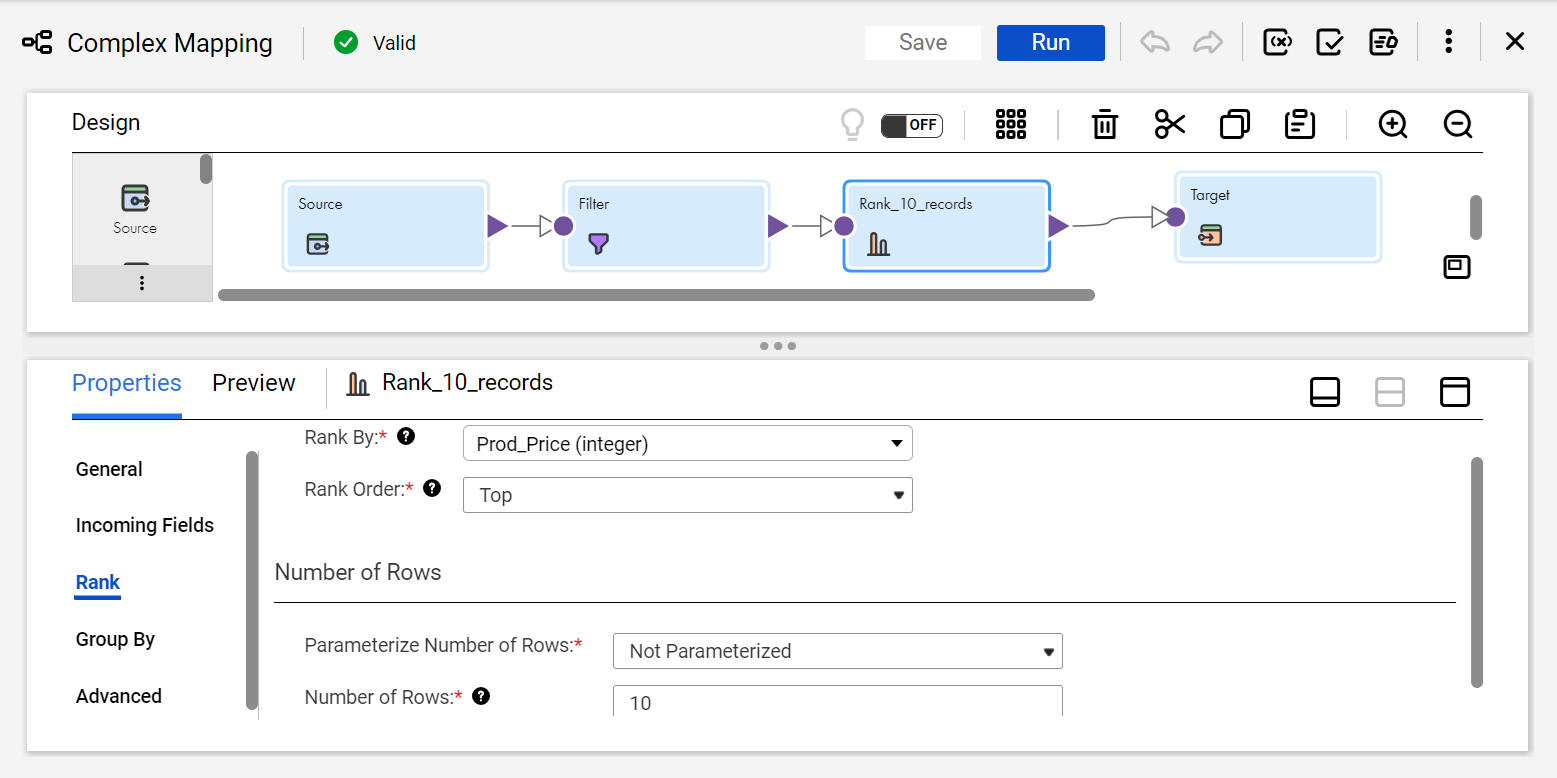 Complex Mapping Valid Save Run
Design OFF
Source
Source Filter Rank_10_records Target
Properties Preview Rank_10_records
General
Incoming Fields
Rank
Group By
Advanced
Rank By:* ? Prod_Price (integer)
Rank Order:* ? Top
Number of Rows
Parameterize Number of Rows:* Not Parameterized
Number of Rows:* ? 10